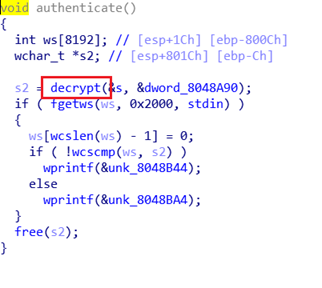 void authenticate()
{
int ws[8192]; // [esp+1Ch] [ebp-800Ch]
wchar_t *s2; // [esp+801Ch] [ebp-Ch]
s2 = decrypt(&s, &dword_8048A90);
if ( fgetws(ws, 0x2000, stdin) )
{
ws[wcslen(ws) - 1] = 0;
if ( !wcscmp(ws, s2) )
wprintf(&unk_8048B44);
else
wprintf(&unk_8048BA4);
}
free(s2);
}